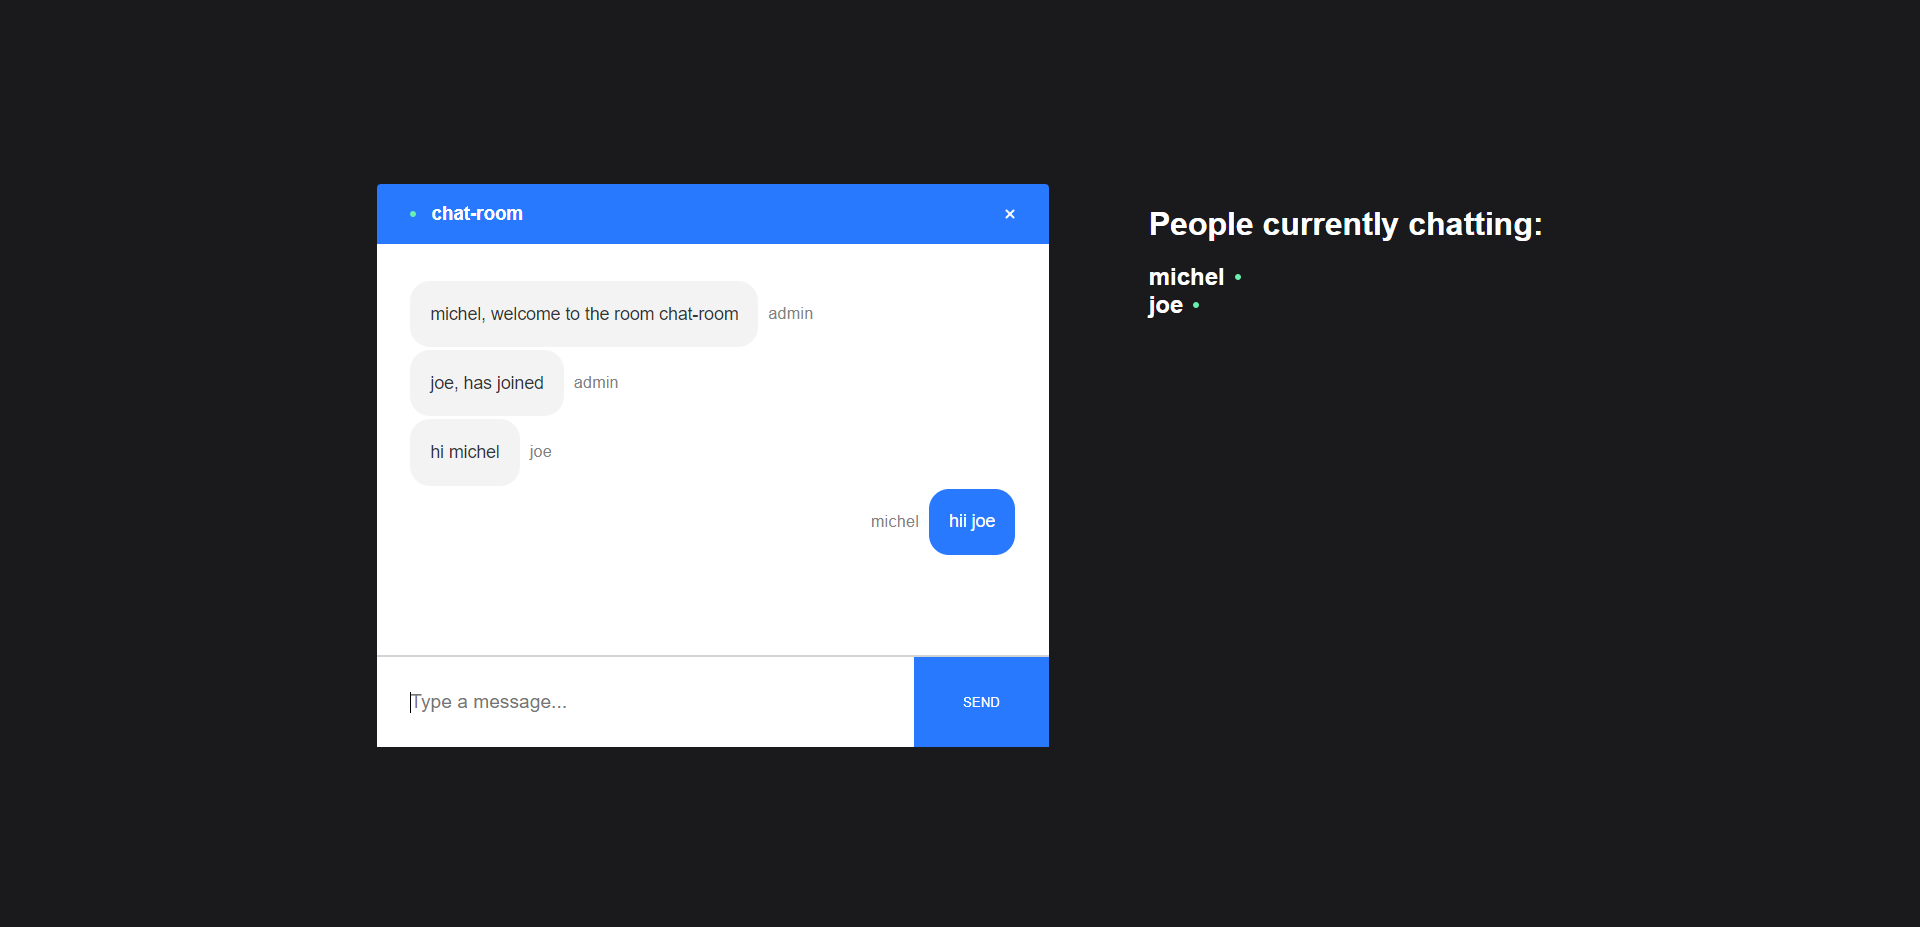 chat-room
×
michel, welcome to the room chat-room admin
joe, has joined admin
hi michel joe
michel hii joe
Type a message...
SEND
People currently chatting:
michel
joe